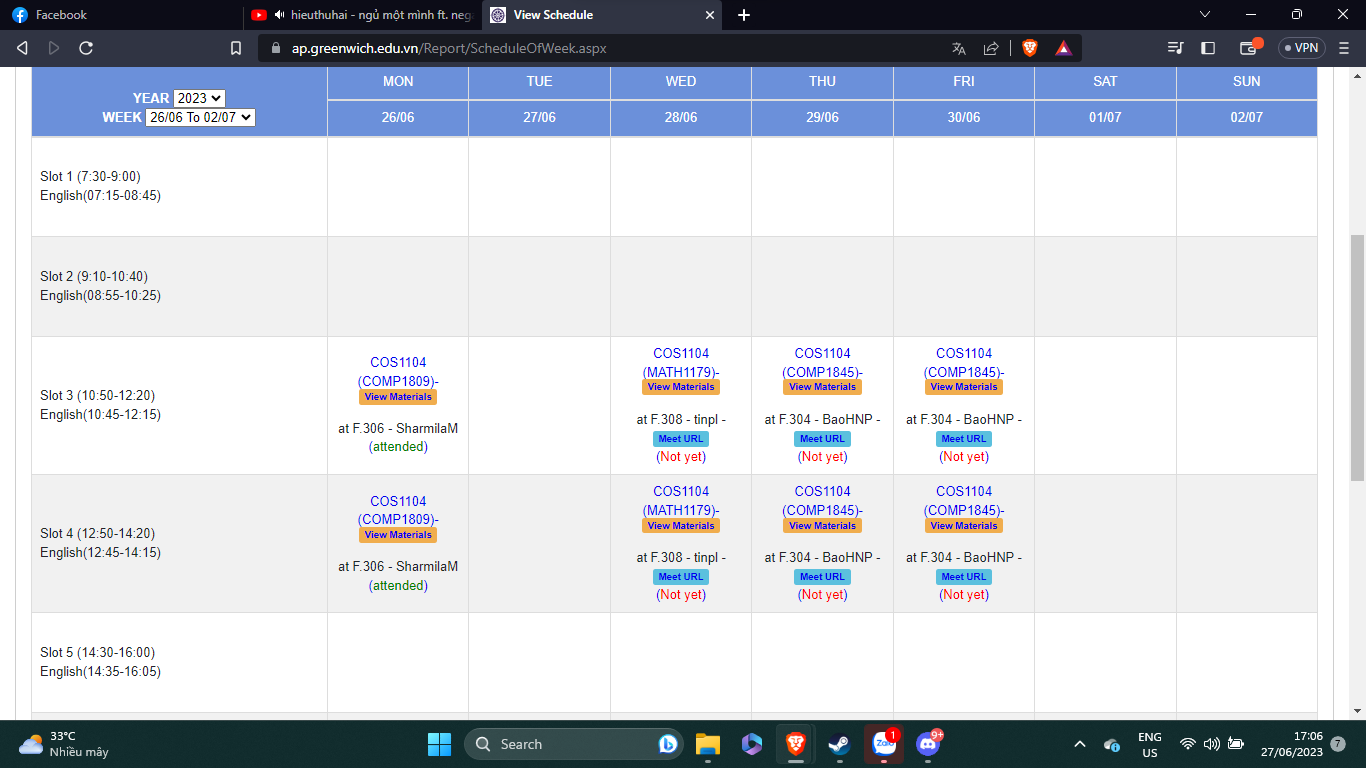 Facebook
hieuthuhai - ngủ một mình ft. neg
View Schedule
ap.greenwich.edu.vn/Report/ScheduleOfWeek.aspx
VPN
YEAR 2023
WEEK 26/06 To 02/07
MON TUE WED THU FRI SAT SUN
26/06 27/06 28/06 29/06 30/06 01/07 02/07
Slot 1 (7:30-9:00)
English(07:15-08:45)
Slot 2 (9:10-10:40)
English(08:55-10:25)
Slot 3 (10:50-12:20)
English(10:45-12:15)
COS1104
(COMP1809)-
View Materials
at F.306 - SharmilaM
(attended)
COS1104
(MATH1179)-
View Materials
at F.308 - tinpl -
Meet URL
(Not yet)
COS1104
(COMP1845)-
View Materials
at F.304 - BaoHNP -
Meet URL
(Not yet)
COS1104
(COMP1845)-
View Materials
at F.304 - BaoHNP -
Meet URL
(Not yet)
Slot 4 (12:50-14:20)
English(12:45-14:15)
COS1104
(COMP1809)-
View Materials
at F.306 - SharmilaM
(attended)
COS1104
(MATH1179)-
View Materials
at F.308 - tinpl -
Meet URL
(Not yet)
COS1104
(COMP1845)-
View Materials
at F.304 - BaoHNP -
Meet URL
(Not yet)
COS1104
(COMP1845)-
View Materials
at F.304 - BaoHNP -
Meet URL
(Not yet)
Slot 5 (14:30-16:00)
English(14:35-16:05)
33°C
Nhiều mây
Search
Zalo
1
9+
ENG
US
17:06
27/06/2023
7